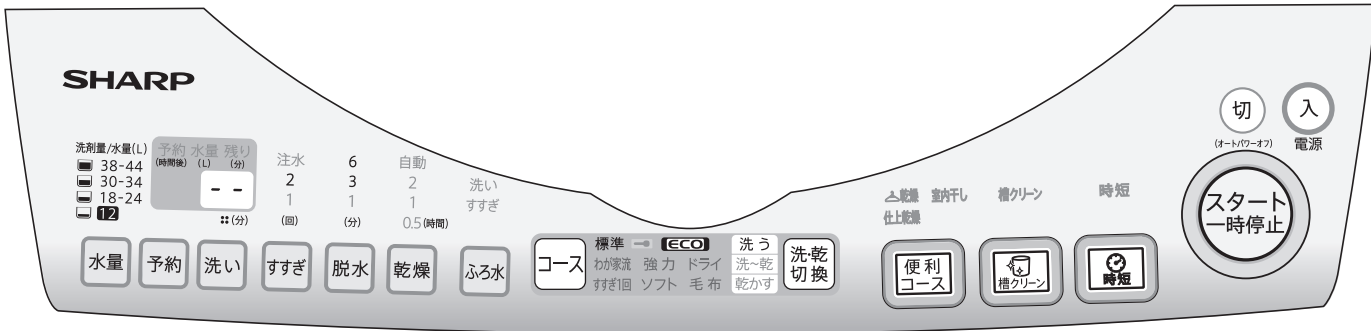 SHARP
切
入
(オートパワーオフ)
電源
スタート
一時停止
洗剤量/水量(L)
38-44
30-34
18-24
12
予約 水量 残り
(時間後) (L) (分)
- -
(分)
注水
2
1
(回)
6
3
1
(分)
自動
2
1
0.5(時間)
洗い
すすぎ
乾燥 室内干し
仕上乾燥
槽クリーン
時短
水量
予約
洗い
すすぎ
脱水
乾燥
ふろ水
コース
標準 ECO
わが家流 強力 ドライ
すすぎ1回 ソフト 毛布
洗う
洗~乾
乾かす
洗・乾
切換
便利
コース
槽クリーン
時短